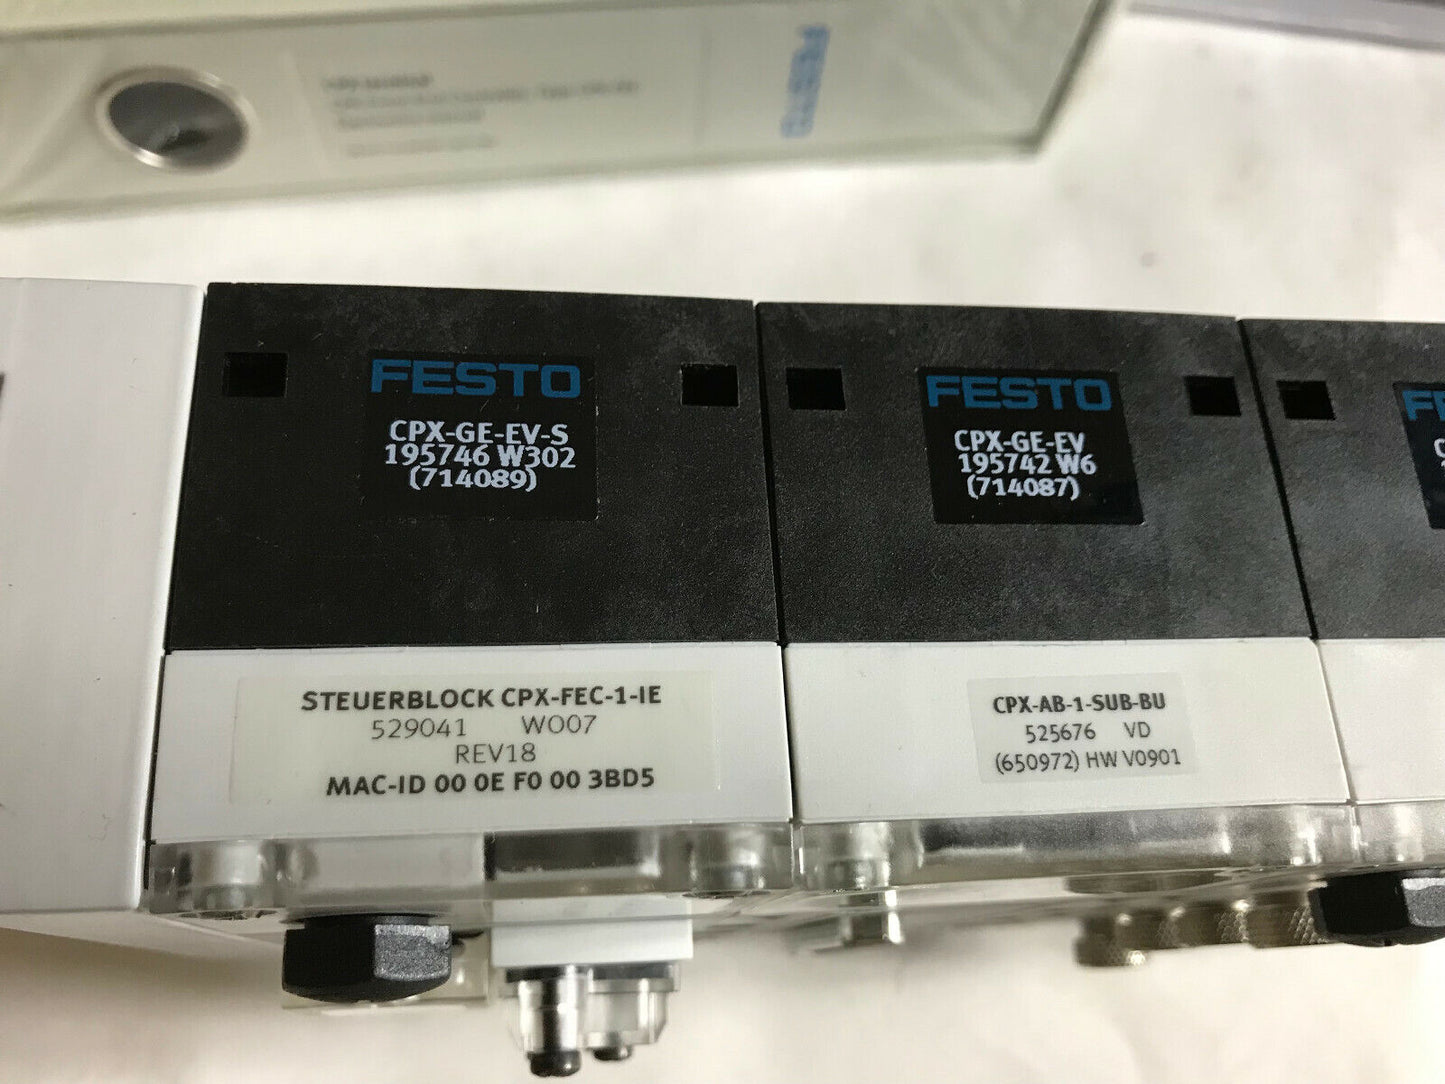 FESTO
FESTO
CPX-GE-EV-S
195746 W302
(714089)
FESTO
CPX-GE-EV
195742 W6
(714087)
STEUERBLOCK CPX-FEC-1-IE
529041 WO07
REV18
MAC-ID 00 0E F0 00 3BD5
CPX-AB-1-SUB-BU
525676 VD
(650972) HW V0901